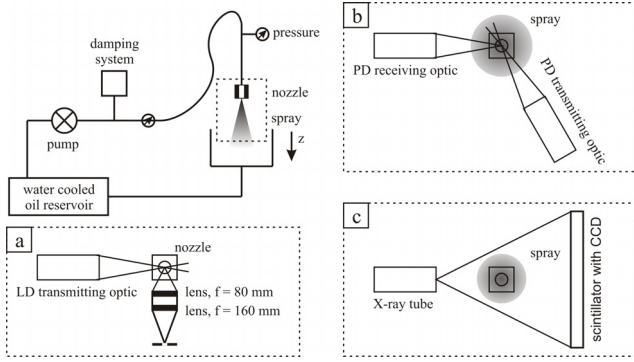 damping
system
pressure
nozzle
spray
z
pump
water cooled
oil reservoir
a
nozzle
LD transmitting optic
lens, f = 80 mm
lens, f = 160 mm
b
spray
PD receiving optic
PD transmitting optic
c
spray
X-ray tube
scintillator with CCD